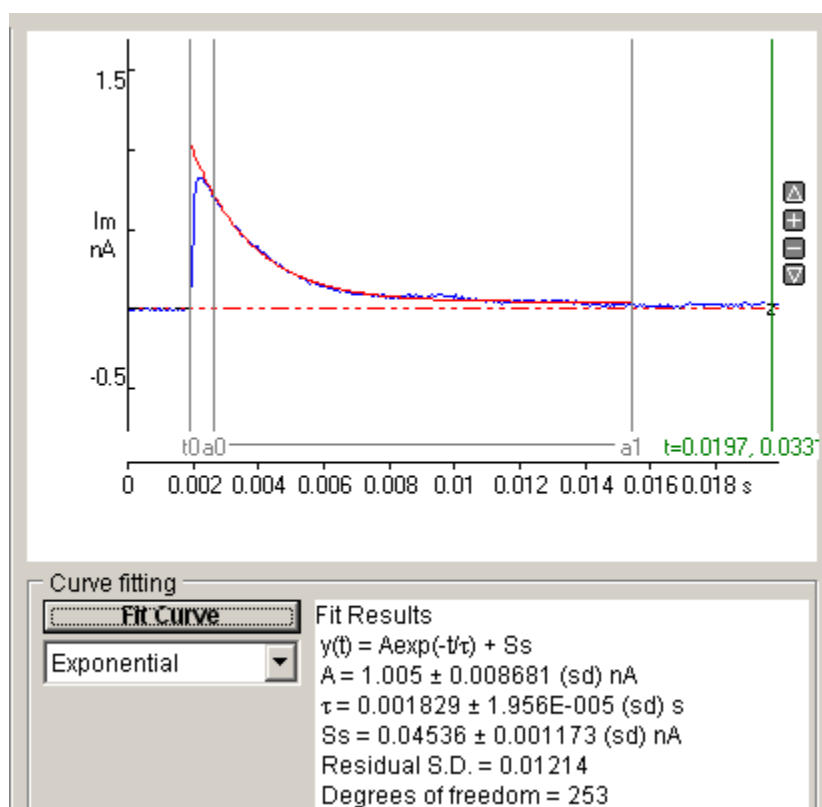 1.5
Im
nA
-0.5
t0a0 a1 t=0.0197, 0.0331
0 0.002 0.004 0.006 0.008 0.01 0.012 0.014 0.016 0.018 s
Curve fitting
Fit Curve
Exponential
Fit Results
y(t) = Aexp(-t/τ) + Ss
A = 1.005 ± 0.008681 (sd) nA
τ = 0.001829 ± 1.956E-005 (sd) s
Ss = 0.04536 ± 0.001173 (sd) nA
Residual S.D. = 0.01214
Degrees of freedom = 253